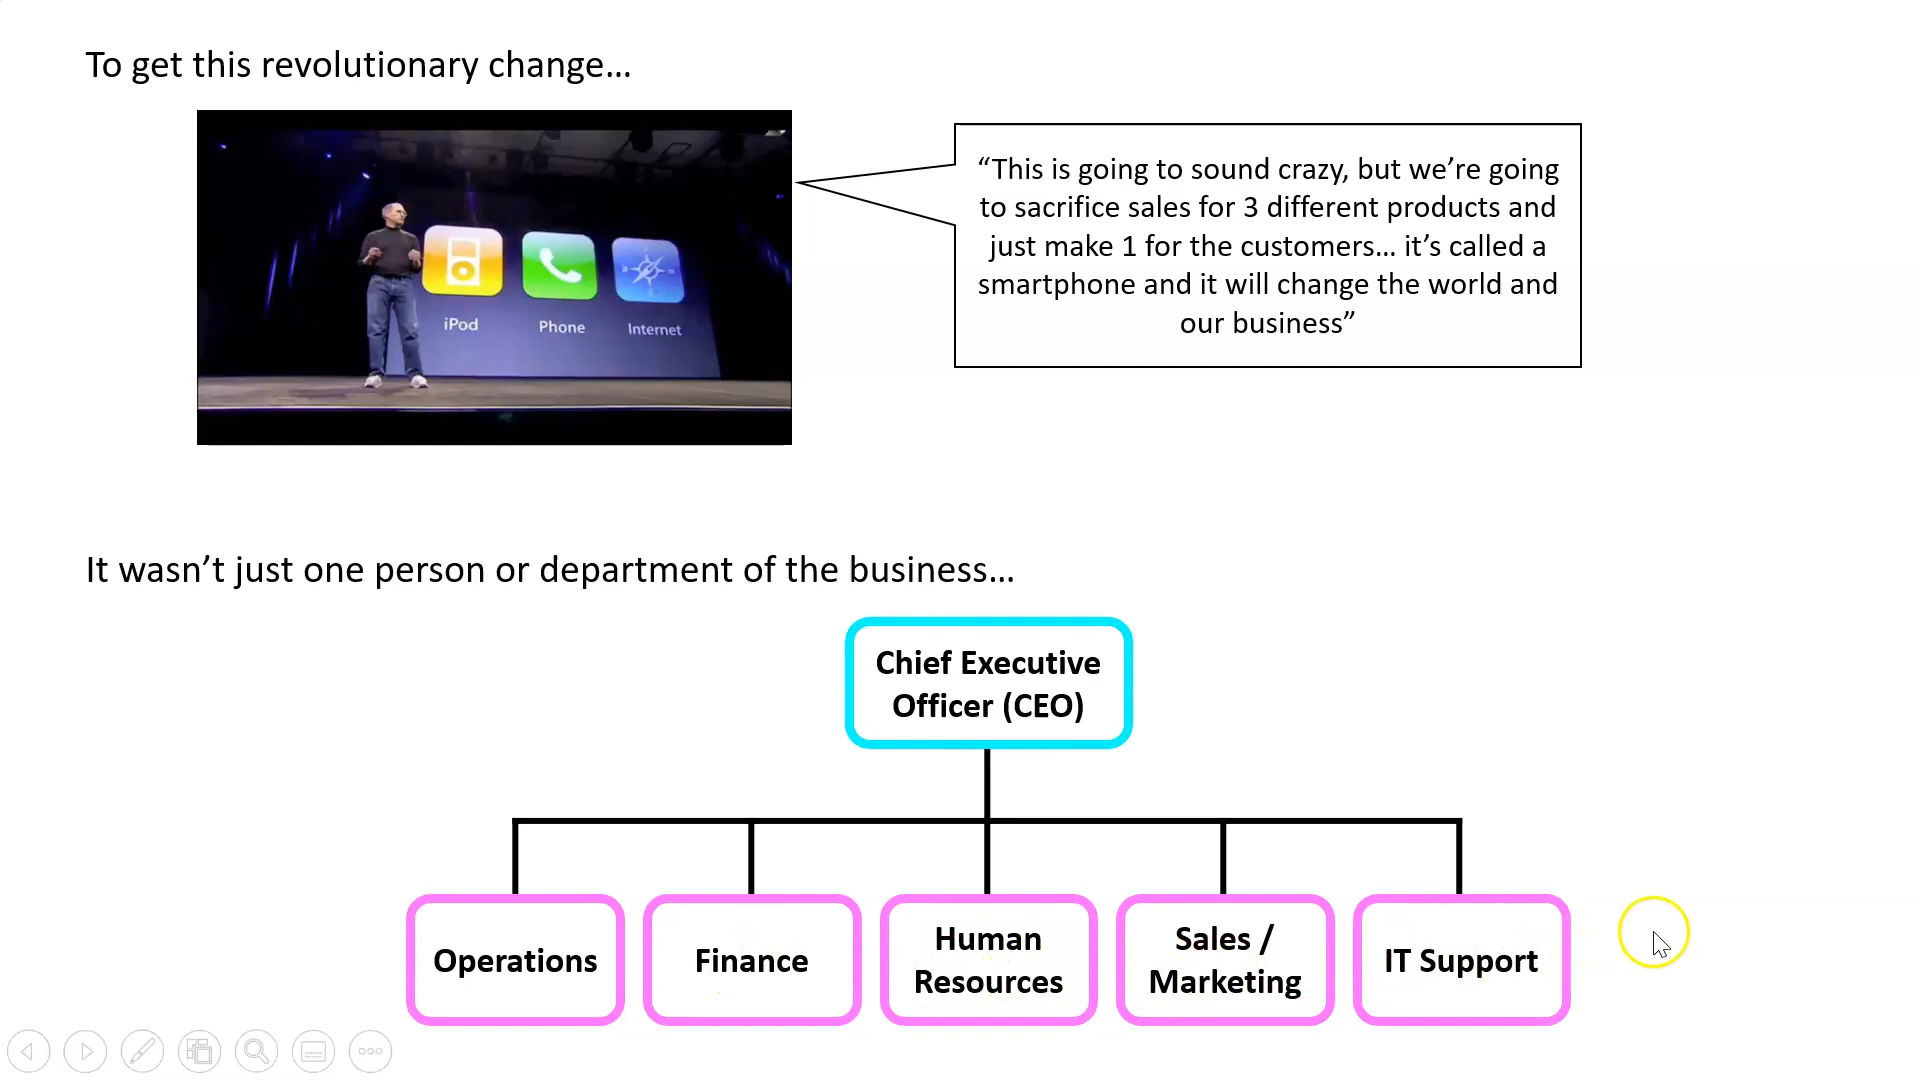 To get this revolutionary change…
“This is going to sound crazy, but we’re going
to sacrifice sales for 3 different products and
just make 1 for the customers… it’s called a
smartphone and it will change the world and
our business”
iPod
Phone
Internet
It wasn’t just one person or department of the business…
Chief Executive
Officer (CEO)
Operations
Finance
Human
Resources
Sales /
Marketing
IT Support